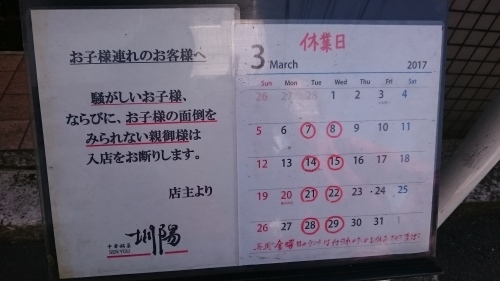 お子様連れのお客様へ
騒がしいお子様、
ならびに、お子様の面倒を
みられない親御様は
入店をお断りします。
店主より
中華銘菜
圳陽
SEN YOU
休業日
3 March 2017
Sun Mon Tue Wed Thu Fri Sat
26 27 28 1 2 3 4
5 6 7 8 9 10 11
12 13 14 15 16 17 18
19 20 21 22 23 24 25
26 27 28 29 30 31 1